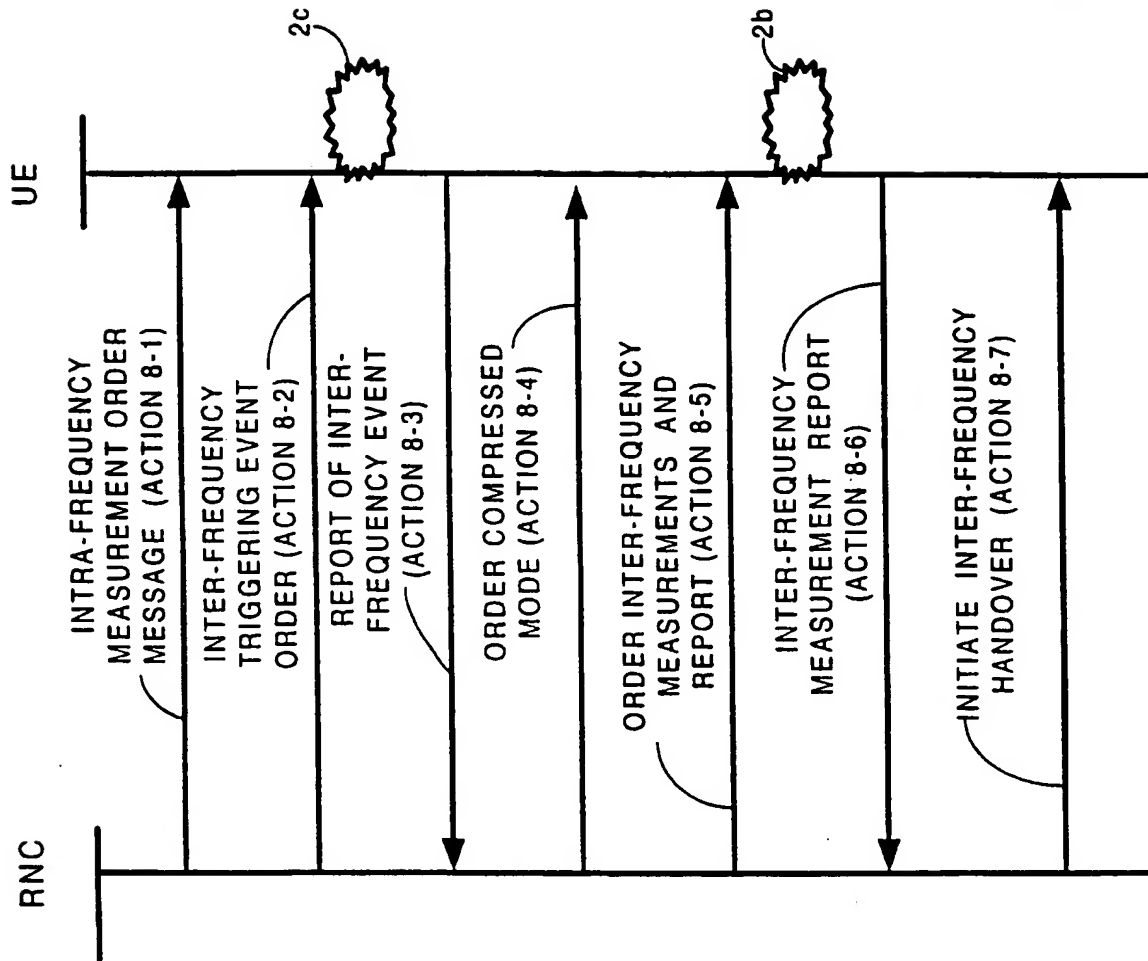 RNC
UE
INTRA-FREQUENCY
MEASUREMENT ORDER
MESSAGE (ACTION 8-1)
INTER-FREQUENCY
TRIGGERING EVENT
ORDER (ACTION 8-2)
2c
REPORT OF INTER-
FREQUENCY EVENT
(ACTION 8-3)
ORDER COMPRESSED
MODE (ACTION 8-4)
ORDER INTER-FREQUENCY
MEASUREMENTS AND
REPORT (ACTION 8-5)
2b
INTER-FREQUENCY
MEASUREMENT REPORT
(ACTION 8-6)
INITIATE INTER-FREQUENCY
HANDOVER (ACTION 8-7)